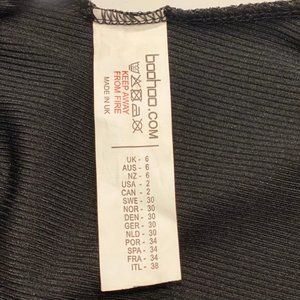 boohoo.COM
KEEP AWAY
FROM FIRE
MADE IN UK
UK - 6
AUS - 6
NZ - 6
USA - 2
CAN - 2
SWE - 30
NOR - 30
DEN - 30
GER - 30
NLD - 30
POR - 34
SPA - 34
FRA - 34
ITL - 38